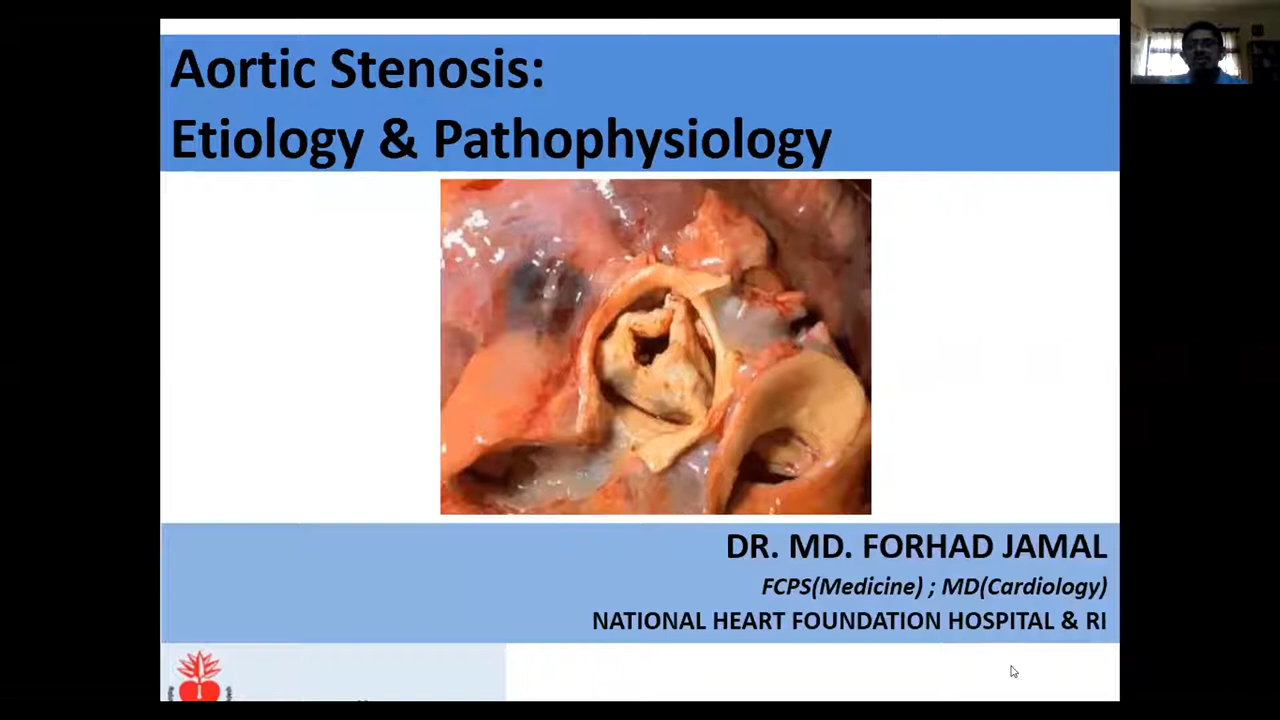 Aortic Stenosis:
Etiology & Pathophysiology
DR. MD. FORHAD JAMAL
FCPS(Medicine) ; MD(Cardiology)
NATIONAL HEART FOUNDATION HOSPITAL & RI